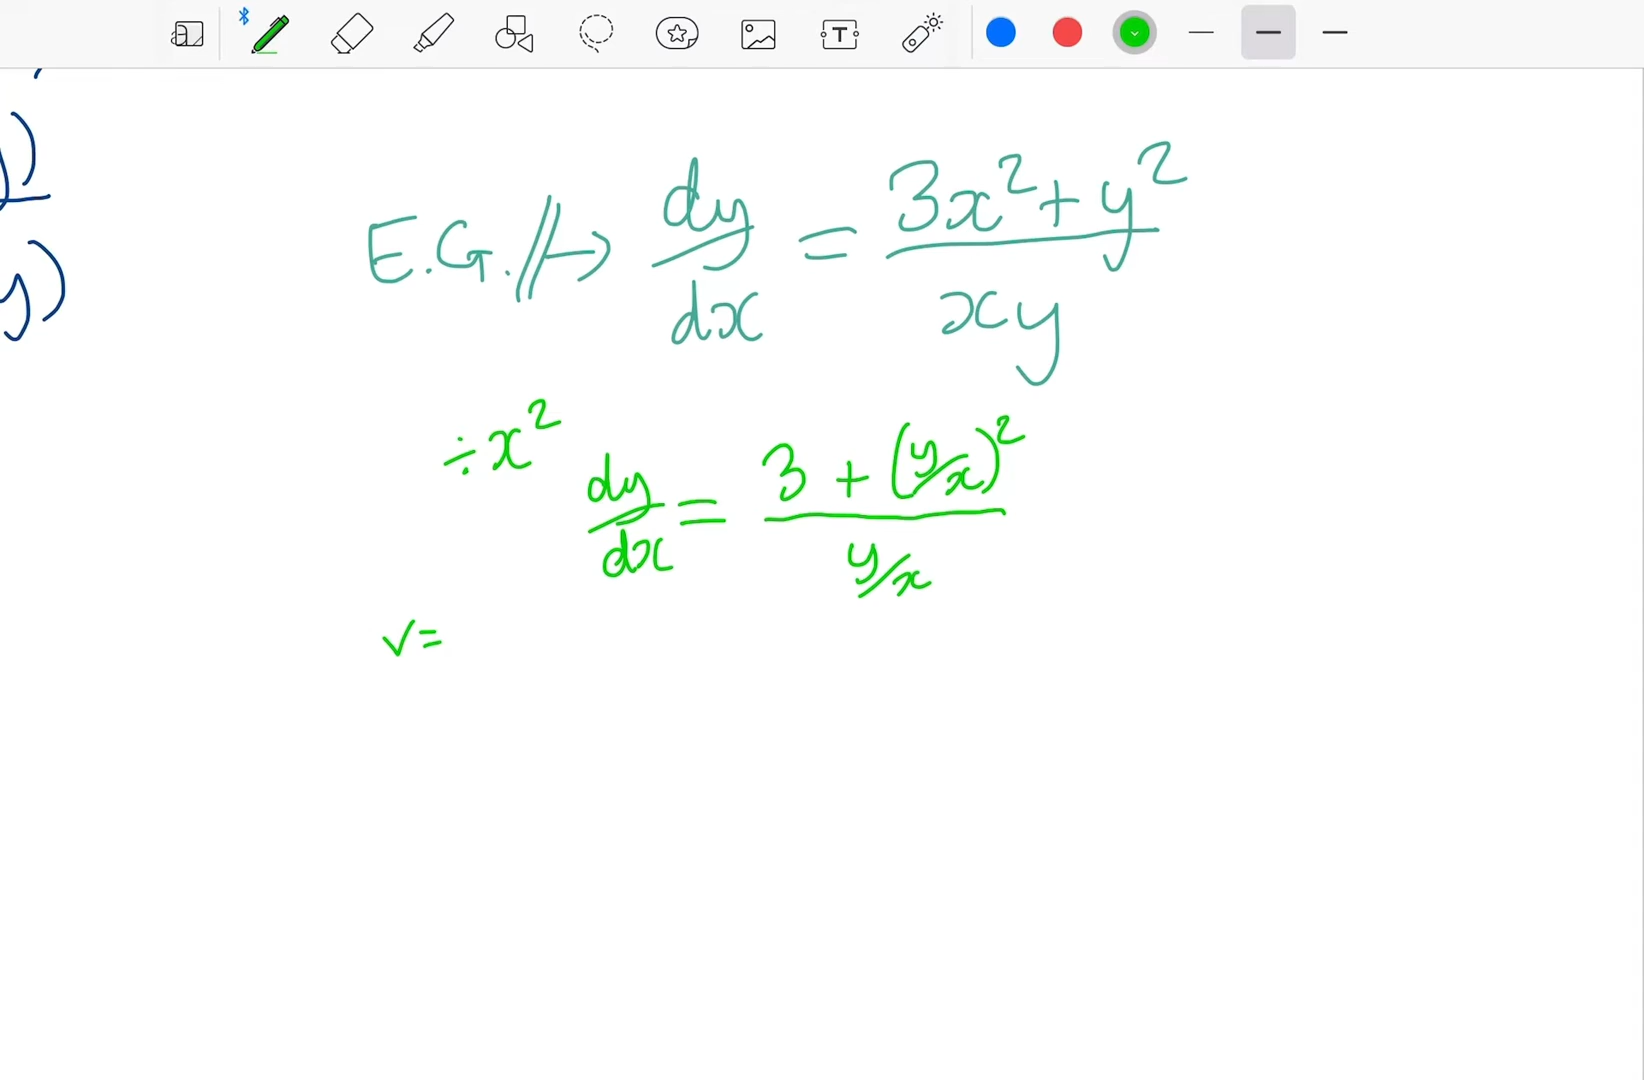 E.G.//→ dy/dx = (3x² + y²)/(xy)
÷x²
dy/dx = (3 + (y/x)²)/(y/x)
v=
)
y)
T